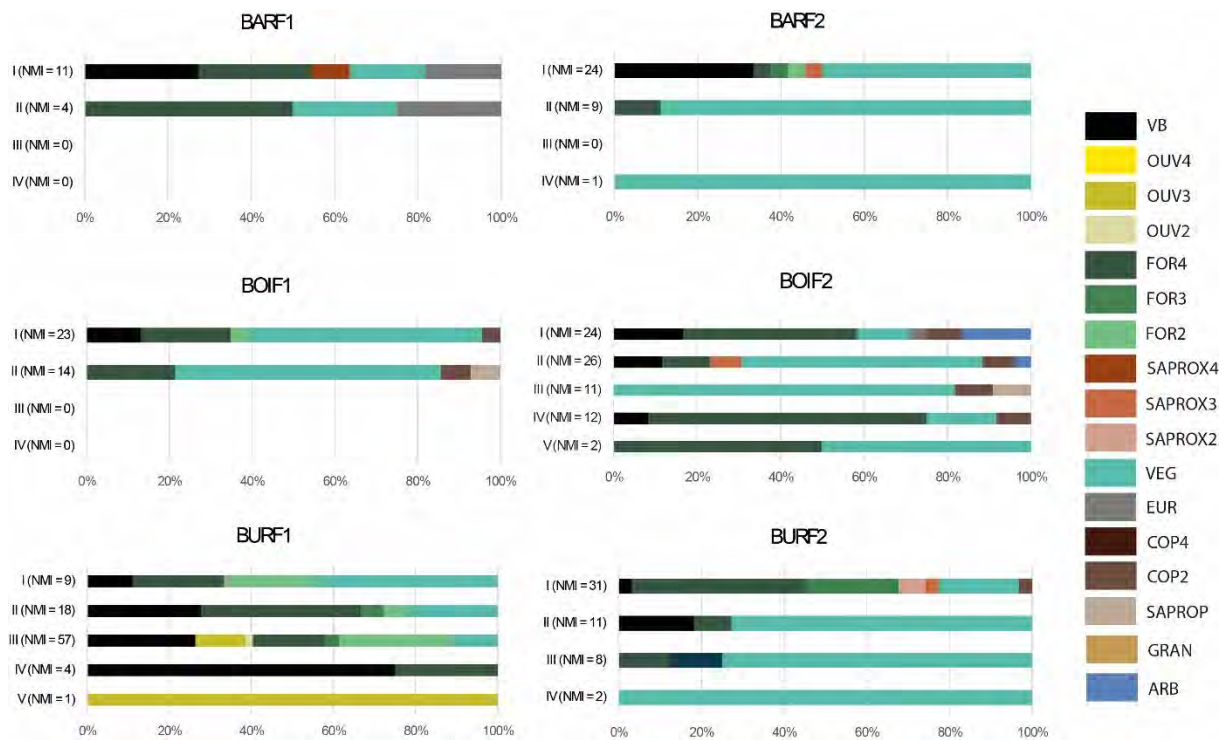 BARF1
I (NMI = 11)
II (NMI = 4)
III (NMI = 0)
IV (NMI = 0)
0% 20% 40% 60% 80% 100%
BARF2
I (NMI = 24)
II (NMI = 9)
III (NMI = 0)
IV (NMI = 1)
0% 20% 40% 60% 80% 100%
BOIF1
I (NMI = 23)
II (NMI = 14)
III (NMI = 0)
IV (NMI = 0)
0% 20% 40% 60% 80% 100%
BOIF2
I (NMI = 24)
II (NMI = 26)
III (NMI = 11)
IV (NMI = 12)
V (NMI = 2)
0% 20% 40% 60% 80% 100%
BURF1
I (NMI = 9)
II (NMI = 18)
III (NMI = 57)
IV (NMI = 4)
V (NMI = 1)
0% 20% 40% 60% 80% 100%
BURF2
I (NMI = 31)
II (NMI = 11)
III (NMI = 8)
IV (NMI = 2)
0% 20% 40% 60% 80% 100%
VB
OUV4
OUV3
OUV2
FOR4
FOR3
FOR2
SAPROX4
SAPROX3
SAPROX2
VEG
EUR
COP4
COP2
SAPROP
GRAN
ARB